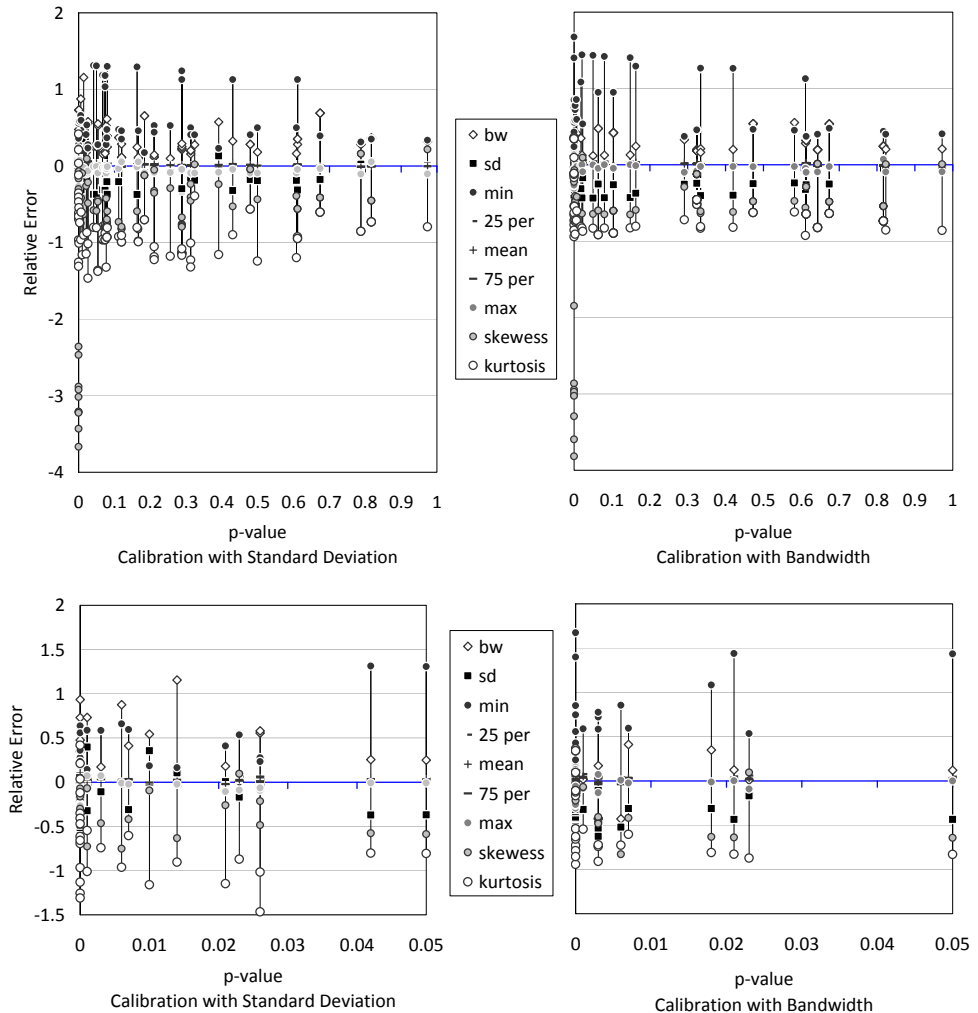 2
1
0
-1
-2
-3
-4
Relative Error
0 0.1 0.2 0.3 0.4 0.5 0.6 0.7 0.8 0.9 1
p-value
Calibration with Standard Deviation
bw
sd
min
25 per
mean
75 per
max
skewess
kurtosis
0 0.1 0.2 0.3 0.4 0.5 0.6 0.7 0.8 0.9 1
p-value
Calibration with Bandwidth
2
1.5
1
0.5
0
-0.5
-1
-1.5
Relative Error
0 0.01 0.02 0.03 0.04 0.05
p-value
Calibration with Standard Deviation
bw
sd
min
25 per
mean
75 per
max
skewess
kurtosis
0 0.01 0.02 0.03 0.04 0.05
p-value
Calibration with Bandwidth